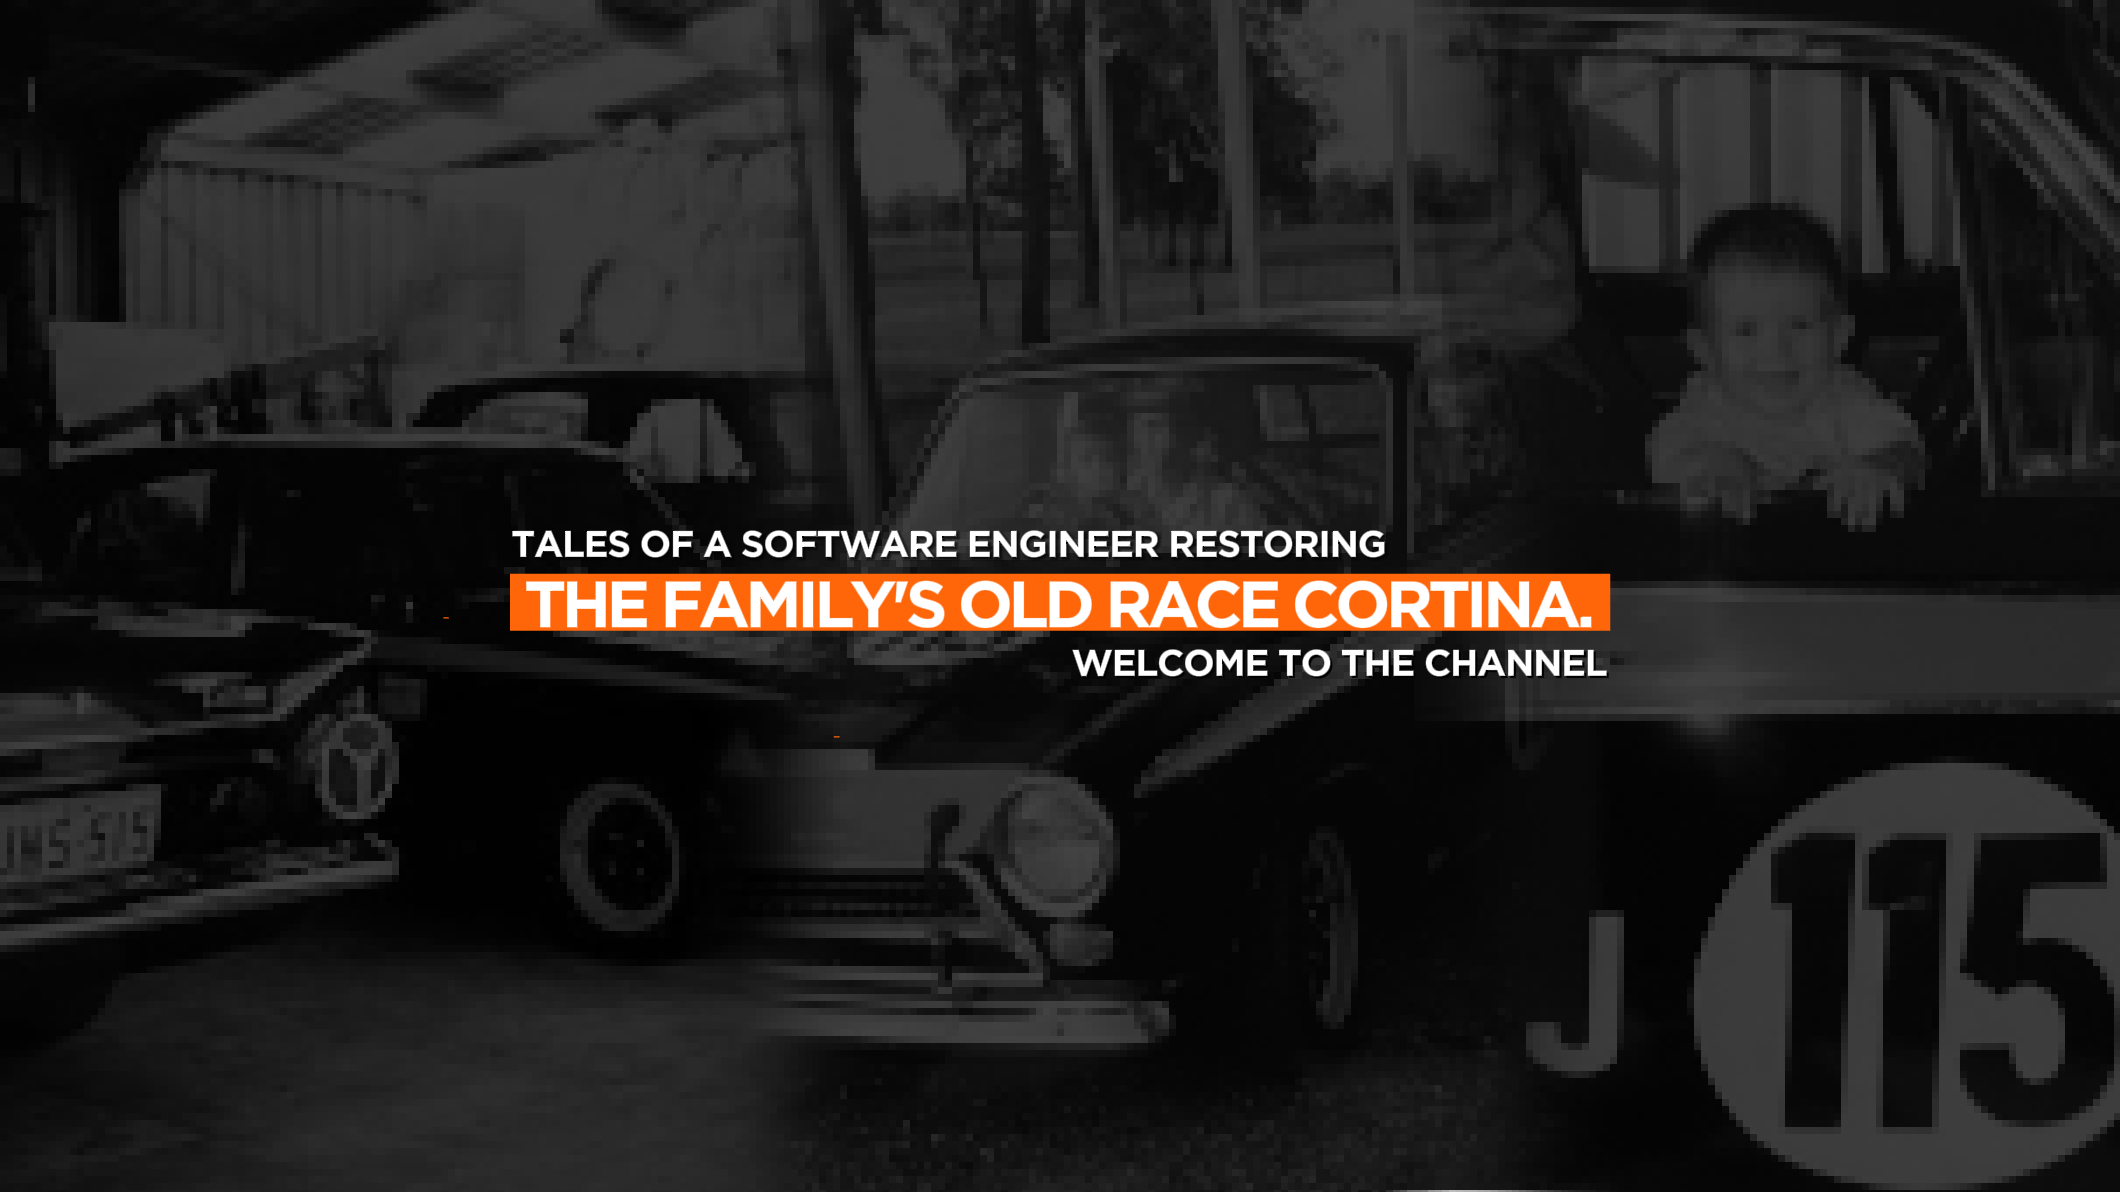 TALES OF A SOFTWARE ENGINEER RESTORING
THE FAMILY'S OLD RACE CORTINA.
WELCOME TO THE CHANNEL
J 115